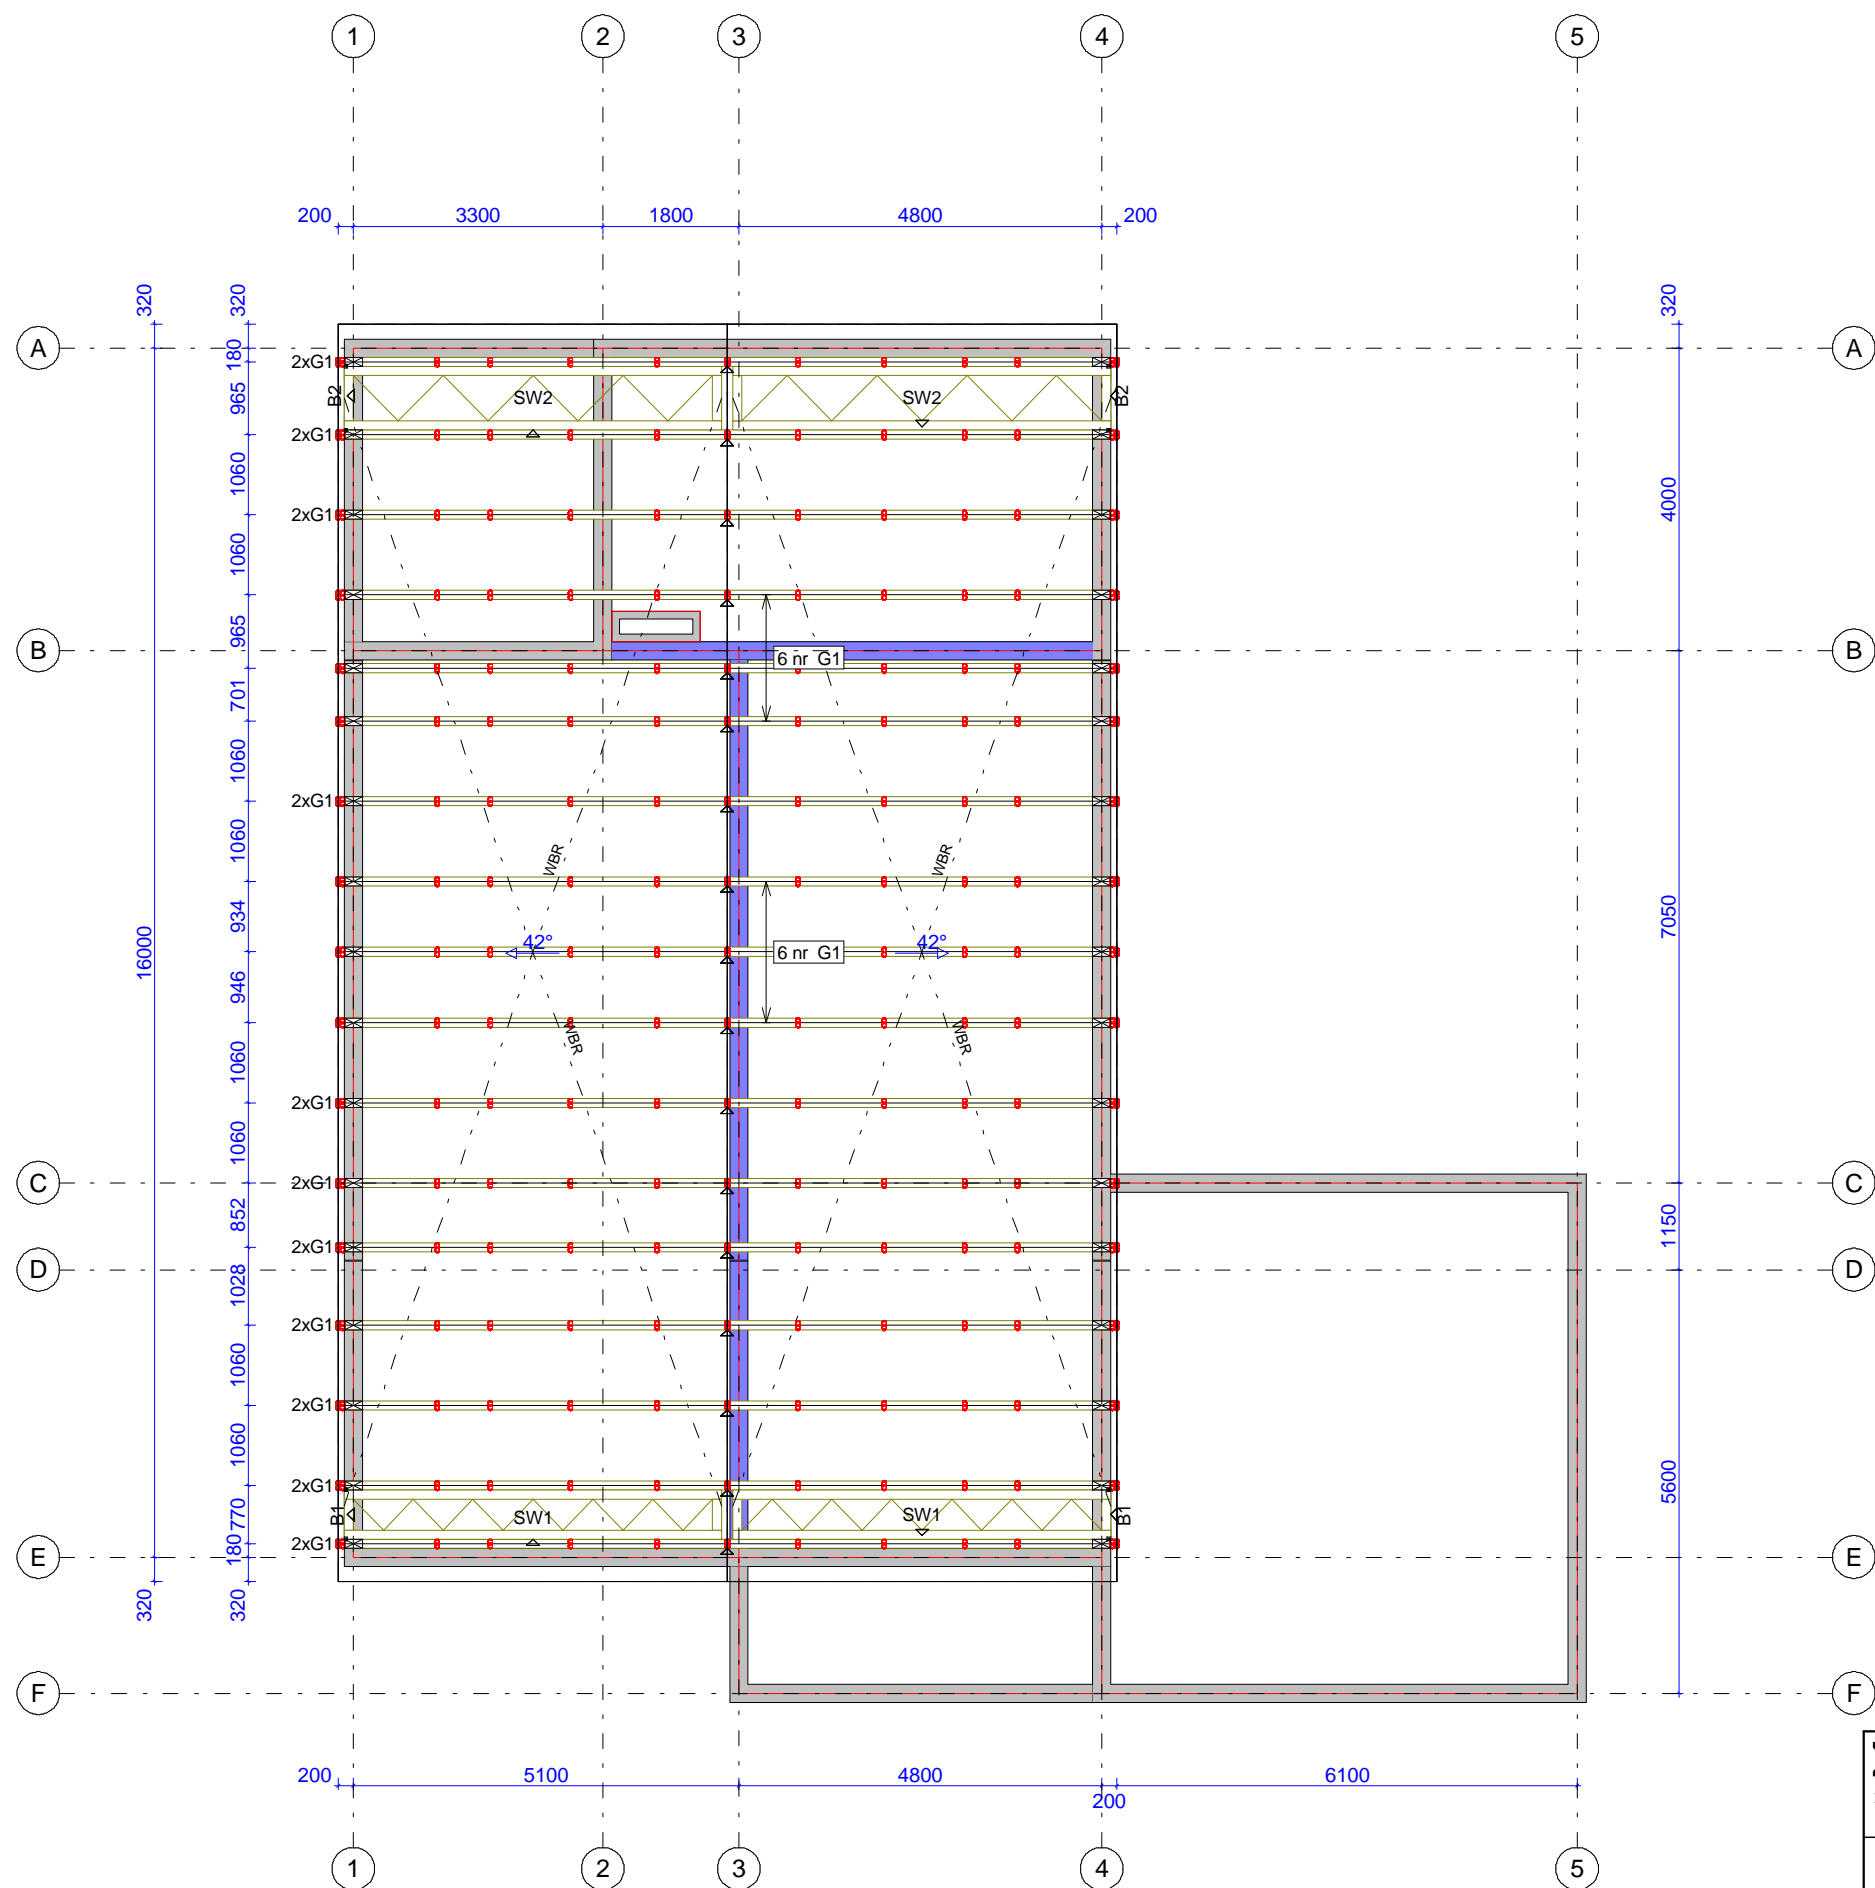 1 2 3 4 5
200 3300 1800 4800 200
320 320 320
A A
180
2xG1
965
B2 SW2 SW2 B2
2xG1
1060
4000
2xG1
1060
965
B B
6 nr G1
701
1060
2xG1
1060
WBR WBR
934
7050
16000
42° 42°
6 nr G1
946
WBR WBR
1060
2xG1
1060
C 2xG1 C
852
1150
2xG1
D D
1028
2xG1
1060
2xG1
1060
5600
2xG1
770
B1 SW1 SW1 B1
2xG1
180
E E
320 320
F F
200 5100 4800 6100
200
1 2 3 4 5